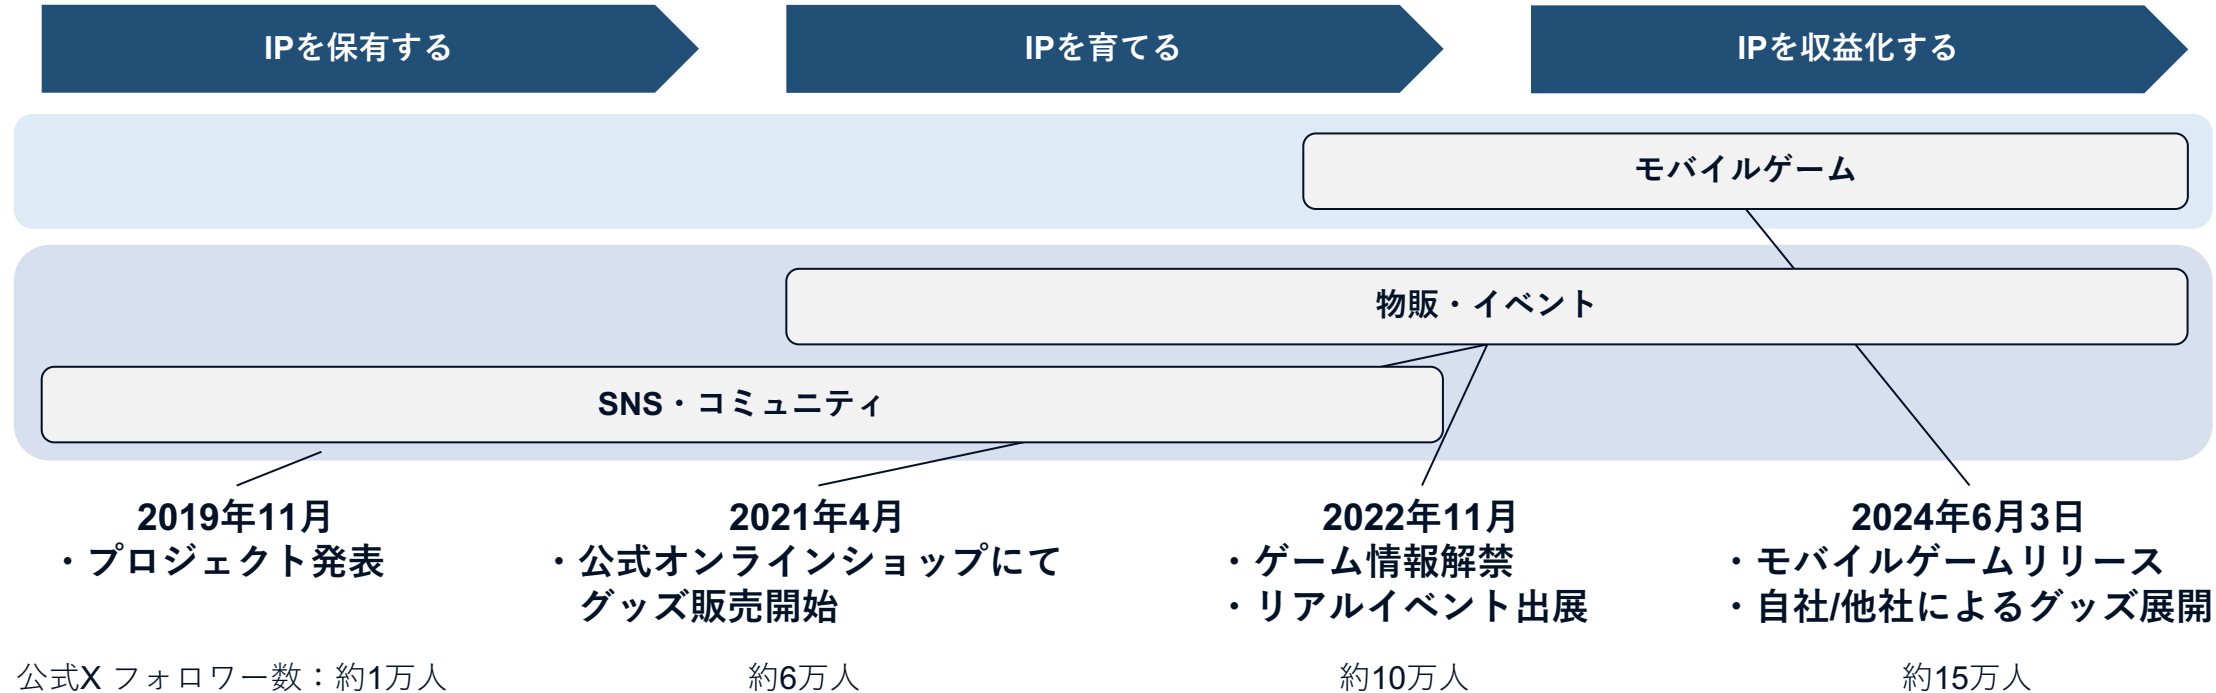 IPを保有する
IPを育てる
IPを収益化する
モバイルゲーム
物販・イベント
SNS・コミュニティ
2019年11月
・プロジェクト発表
2021年4月
・公式オンラインショップにて
グッズ販売開始
2022年11月
・ゲーム情報解禁
・リアルイベント出展
2024年6月3日
・モバイルゲームリリース
・自社/他社によるグッズ展開
公式X フォロワー数：約1万人
約6万人
約10万人
約15万人